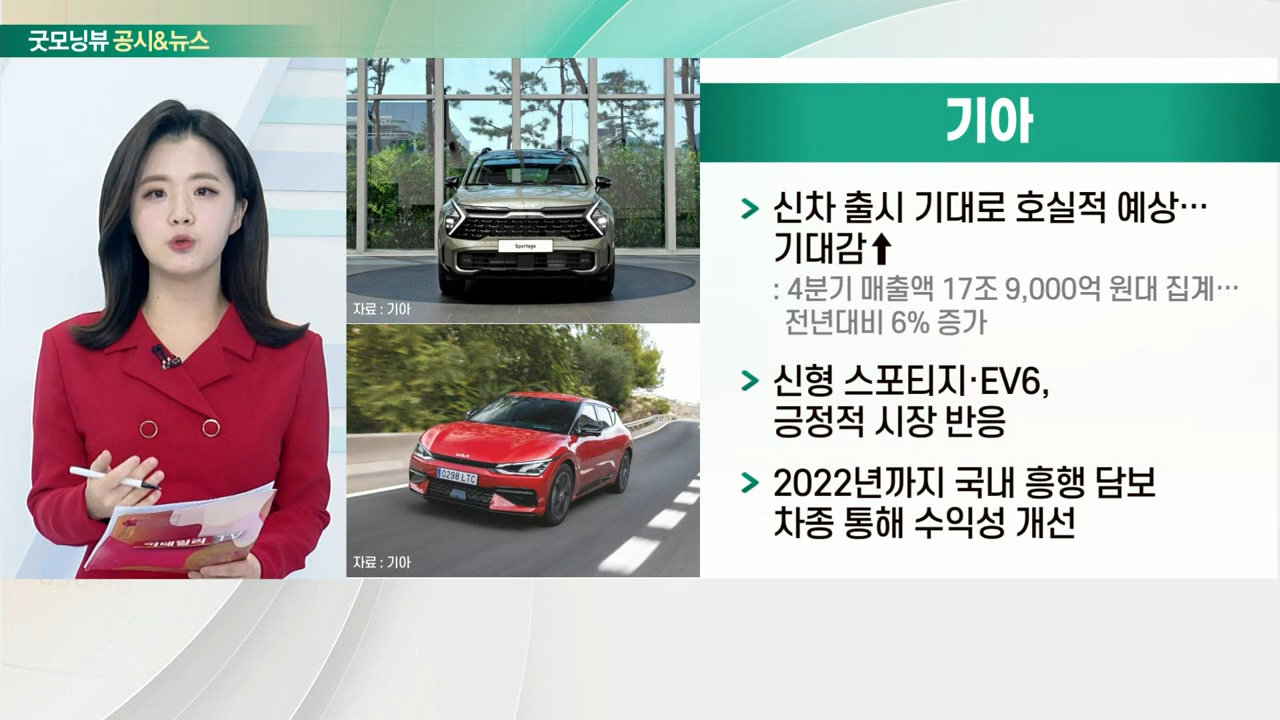 굿모닝뷰 공시&뉴스
기아
신차 출시 기대로 호실적 예상…
기대감⬆
: 4분기 매출액 17조 9,000억 원대 집계…
전년대비 6% 증가
신형 스포티지·EV6,
긍정적 시장 반응
2022년까지 국내 흥행 담보
차종 통해 수익성 개선
Sportage
자료 : 기아
0298 LTC
자료 : 기아